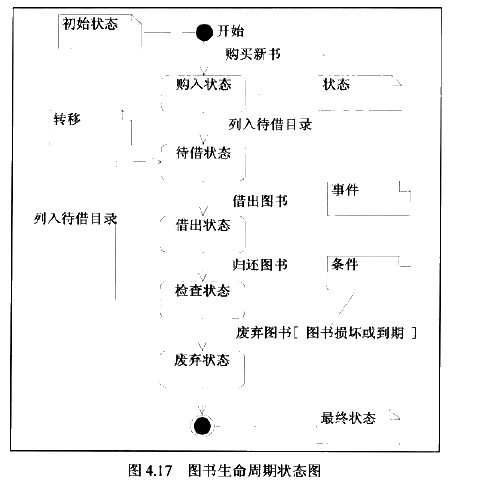 初始状态
开始
购买新书
购入状态
状态
转移
列入待借目录
待借状态
借出图书
事件
列入待借目录
借出状态
归还图书
条件
检查状态
废弃图书[ 图书损坏或到期 ]
废弃状态
最终状态
图 4.17 图书生命周期状态图